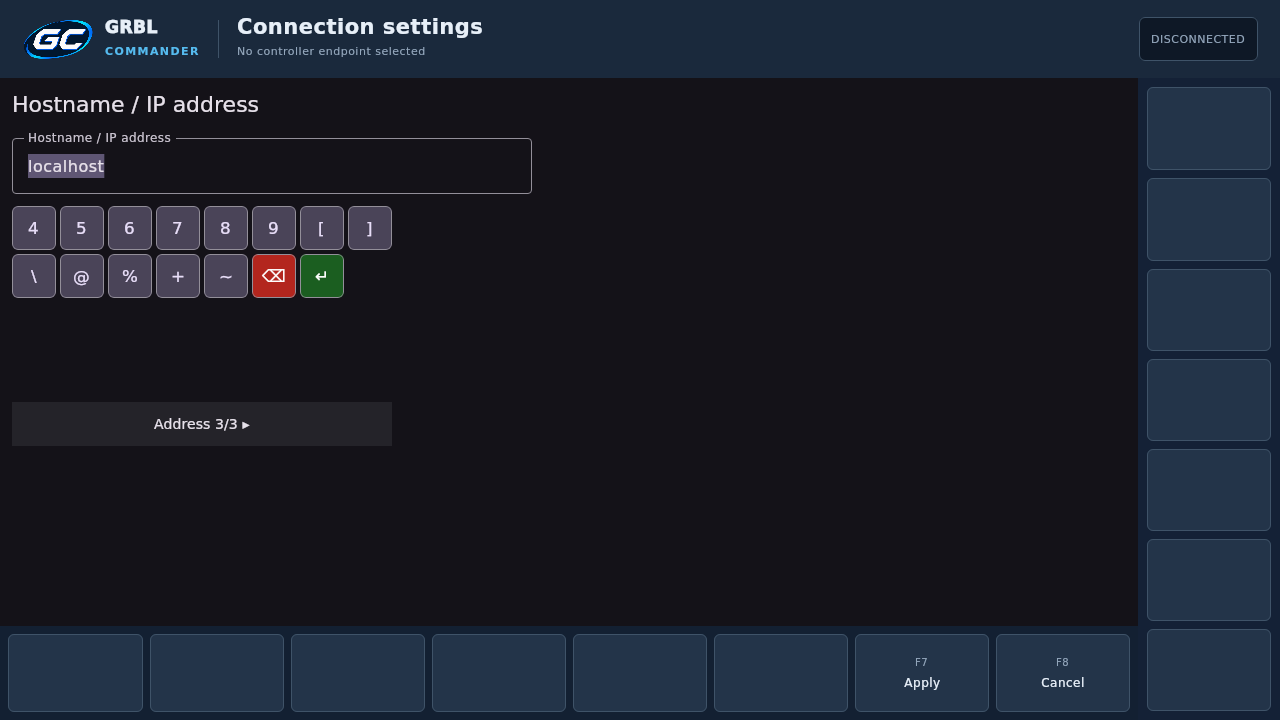 GC
GRBL
COMMANDER
Connection settings
No controller endpoint selected
DISCONNECTED
Hostname / IP address
Hostname / IP address
localhost
4 5 6 7 8 9 [ ]
\ @ % + ~ ⌫ ↵
Address 3/3 ▸
F7
Apply
F8
Cancel